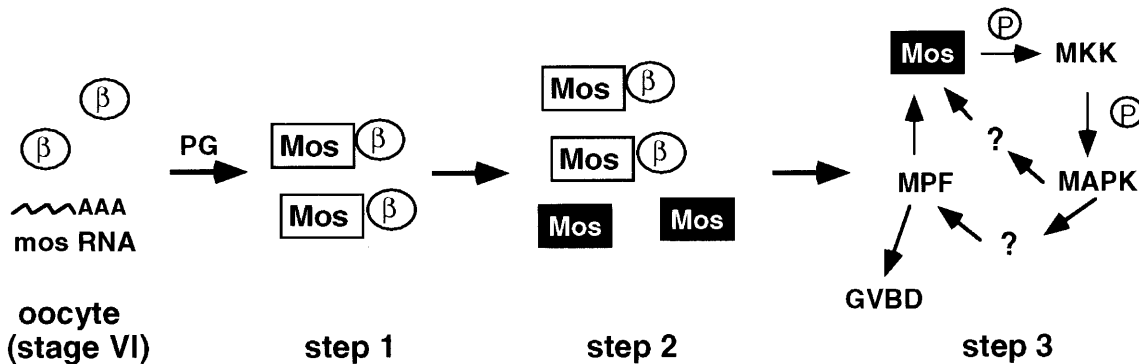 β
β
PG
AAA
mos RNA
oocyte
(stage VI)
Mos β
Mos β
step 1
Mos β
Mos β
Mos
Mos
step 2
Mos
P
MKK
P
MAPK
?
MPF
?
GVBD
step 3